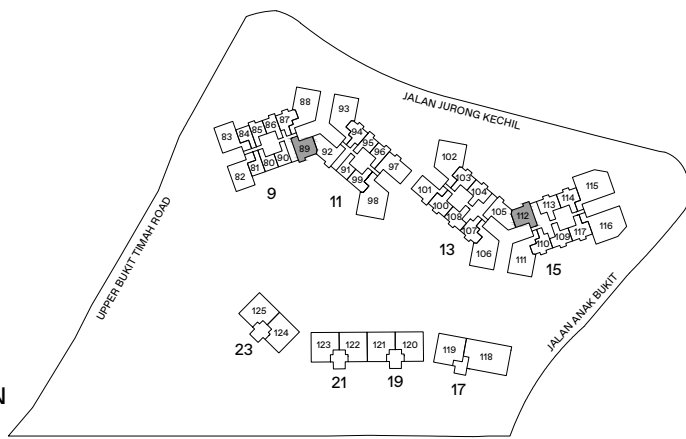 JALAN JURONG KECHIL
UPPER BUKIT TIMAH ROAD
JALAN ANAK BUKIT
83 84 85 86 87 88
82 81 80 90 89
9
93 94 95 96 97
92 91 99 98
11
102 103 104 105
101 100 108 107 106
13
112 113 114 115
111 110 109 117 116
15
125
124
23
123 122 121 120
21 19
119 118
17
N